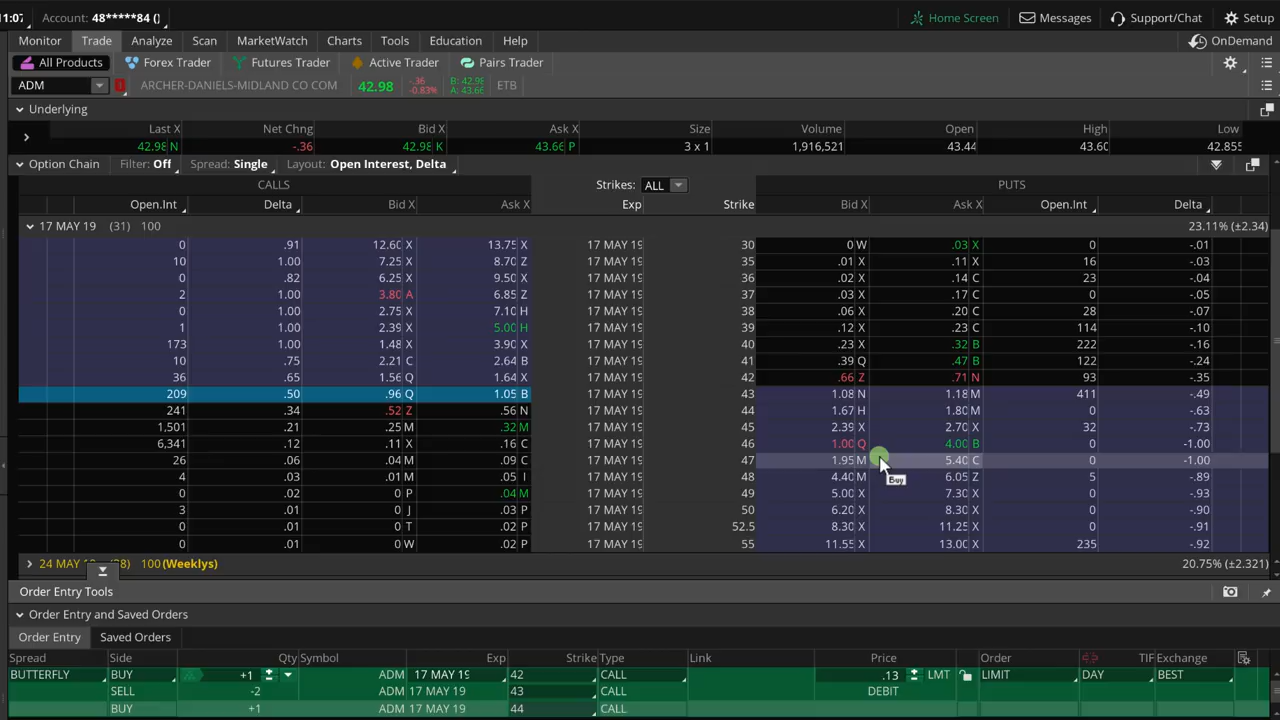 11:07 Account: 48*****84 () Home Screen Messages Support/Chat Setup
Monitor Trade Analyze Scan MarketWatch Charts Tools Education Help OnDemand
All Products Forex Trader Futures Trader Active Trader Pairs Trader
ADM ARCHER-DANIELS-MIDLAND CO COM 42.98 -.36 -0.83% B: 42.98 A: 43.66 ETB
Underlying
Last X Net Chng Bid X Ask X Size Volume Open High Low
42.98 N -.36 42.98 K 43.66 P 3 x 1 1,916,521 43.44 43.60 42.855
Option Chain Filter: Off Spread: Single Layout: Open Interest, Delta
CALLS Strikes: ALL PUTS
Open.Int Delta Bid X Ask X Exp Strike Bid X Ask X Open.Int Delta
17 MAY 19 (31) 100 23.11% (±2.34)
0 .91 12.60 X 13.75 X 17 MAY 19 30 0 W .03 X 0 -.01
10 1.00 7.25 X 8.70 Z 17 MAY 19 35 .01 X .11 X 16 -.03
0 .82 6.25 X 9.50 X 17 MAY 19 36 .02 X .14 C 23 -.04
2 1.00 3.80 A 6.85 Z 17 MAY 19 37 .03 X .17 C 0 -.05
0 1.00 2.75 X 7.10 H 17 MAY 19 38 .06 X .20 C 28 -.07
1 1.00 2.39 X 5.00 H 17 MAY 19 39 .12 X .23 C 114 -.10
173 1.00 1.48 X 3.90 X 17 MAY 19 40 .23 X .32 B 222 -.16
10 .75 2.21 C 2.64 B 17 MAY 19 41 .39 Q .47 B 122 -.24
36 .65 1.56 Q 1.64 X 17 MAY 19 42 .66 Z .71 N 93 -.35
209 .50 .96 Q 1.05 B 17 MAY 19 43 1.08 N 1.18 M 411 -.49
241 .34 .52 Z .56 N 17 MAY 19 44 1.67 H 1.80 M 0 -.63
1,501 .21 .25 M .32 M 17 MAY 19 45 2.39 X 2.70 X 32 -.73
6,341 .12 .11 X .16 C 17 MAY 19 46 1.00 Q 4.00 B 0 -1.00
26 .06 .04 M .09 C 17 MAY 19 47 1.95 M 5.40 C 0 -1.00
Buy
4 .03 .01 M .05 I 17 MAY 19 48 4.40 M 6.05 Z 5 -.89
0 .02 0 P .04 M 17 MAY 19 49 5.00 X 7.30 X 0 -.93
3 .01 0 J .03 P 17 MAY 19 50 6.20 X 8.30 X 0 -.90
0 .01 0 T .02 P 17 MAY 19 52.5 8.30 X 11.25 X 0 -.91
0 .01 0 W .02 P 17 MAY 19 55 11.55 X 13.00 X 235 -.92
24 MAY 100 (Weeklys) 20.75% (±2.321)
Order Entry Tools
Order Entry and Saved Orders
Order Entry Saved Orders
Spread Side Qty Symbol Exp Strike Type Link Price Order TIF Exchange
BUTTERFLY BUY +1 ADM 17 MAY 19 42 CALL .13 LMT LIMIT DAY BEST
SELL -2 ADM 17 MAY 19 43 CALL DEBIT
BUY +1 ADM 17 MAY 19 44 CALL